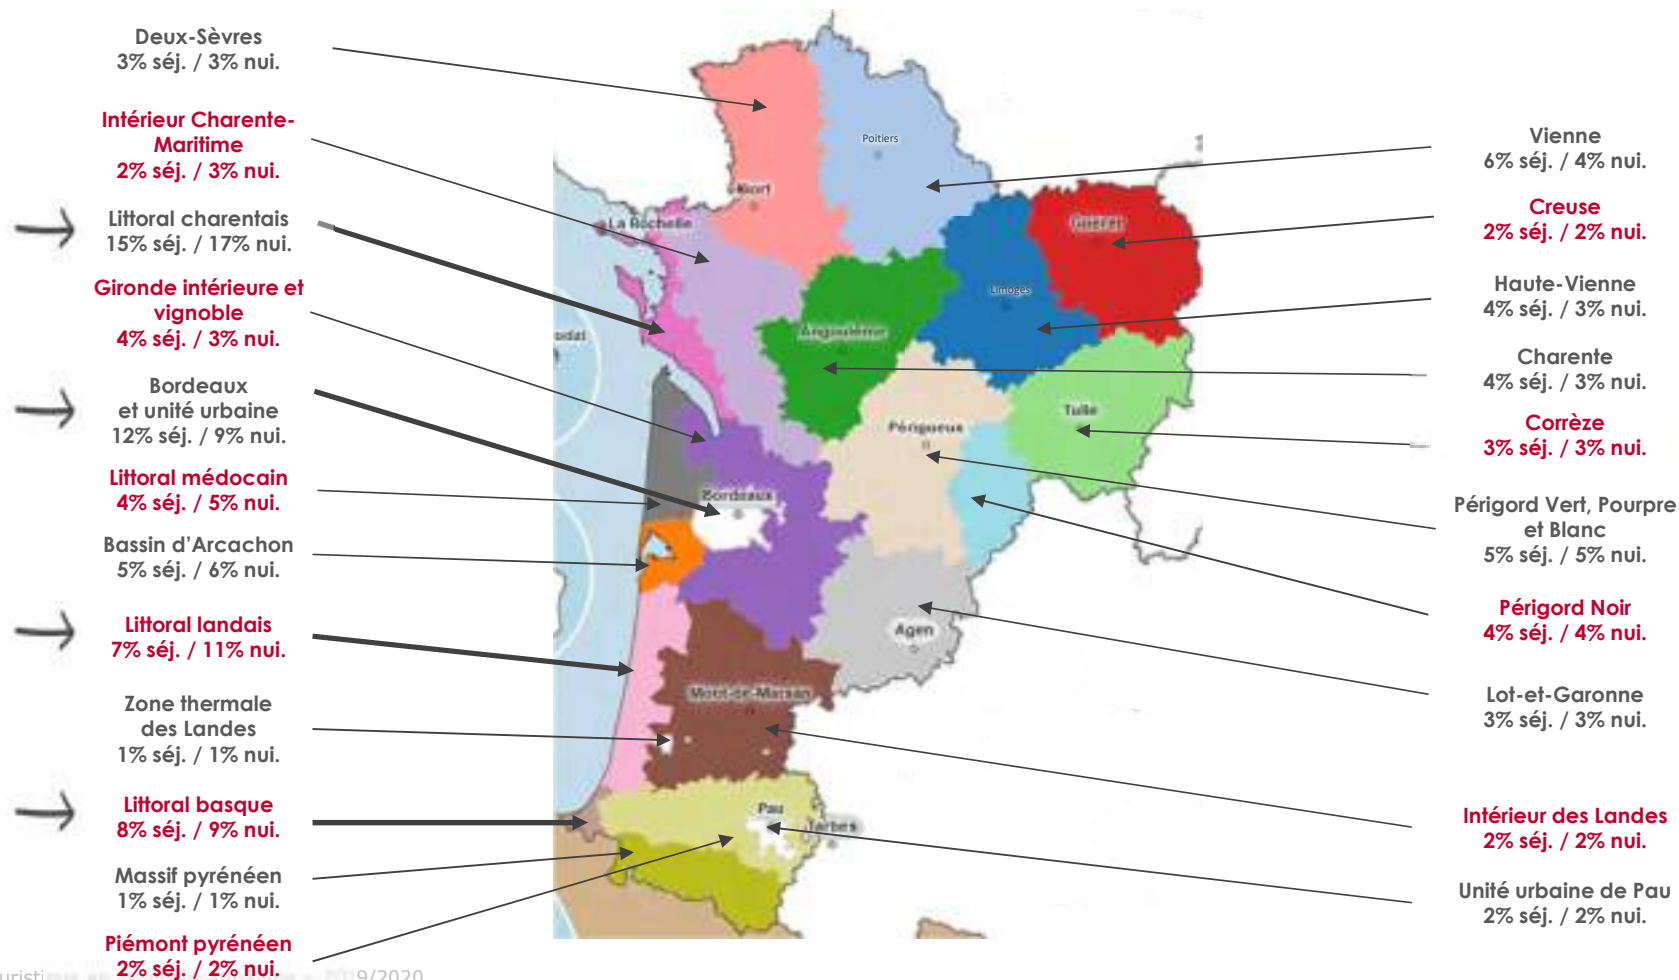 Deux-Sèvres
3% séj. / 3% nui.
Intérieur Charente-
Maritime
2% séj. / 3% nui.
Littoral charentais
15% séj. / 17% nui.
Gironde intérieure et
vignoble
4% séj. / 3% nui.
Bordeaux
et unité urbaine
12% séj. / 9% nui.
Littoral médocain
4% séj. / 5% nui.
Bassin d'Arcachon
5% séj. / 6% nui.
Littoral landais
7% séj. / 11% nui.
Zone thermale
des Landes
1% séj. / 1% nui.
Littoral basque
8% séj. / 9% nui.
Massif pyrénéen
1% séj. / 1% nui.
Piémont pyrénéen
2% séj. / 2% nui.
Poitiers
Niort
La Rochelle
Guéret
Limoges
Angoulême
Tulle
Périgueux
Bordeaux
Agen
Mont-de-Marsan
Pau
Tarbes
Vienne
6% séj. / 4% nui.
Creuse
2% séj. / 2% nui.
Haute-Vienne
4% séj. / 3% nui.
Charente
4% séj. / 3% nui.
Corrèze
3% séj. / 3% nui.
Périgord Vert, Pourpre
et Blanc
5% séj. / 5% nui.
Périgord Noir
4% séj. / 4% nui.
Lot-et-Garonne
3% séj. / 3% nui.
Intérieur des Landes
2% séj. / 2% nui.
Unité urbaine de Pau
2% séj. / 2% nui.